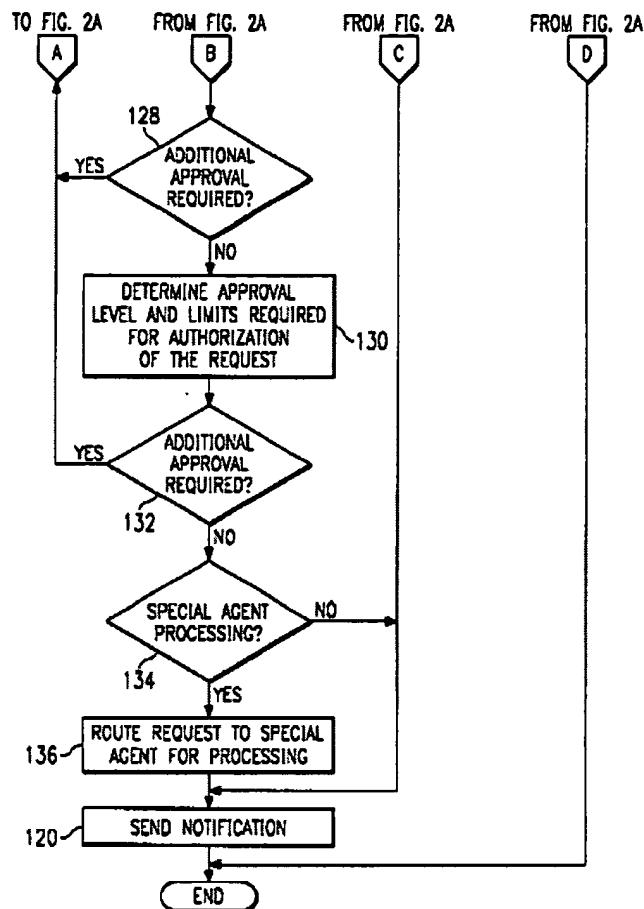 TO FIG. 2A
FROM FIG. 2A
FROM FIG. 2A
FROM FIG. 2A
A
B
C
D
128
YES
ADDITIONAL
APPROVAL
REQUIRED?
NO
DETERMINE APPROVAL
LEVEL AND LIMITS REQUIRED
FOR AUTHORIZATION
OF THE REQUEST
130
YES
ADDITIONAL
APPROVAL
REQUIRED?
132
NO
SPECIAL AGENT
PROCESSING?
NO
134
YES
ROUTE REQUEST TO SPECIAL
AGENT FOR PROCESSING
136
SEND NOTIFICATION
120
END